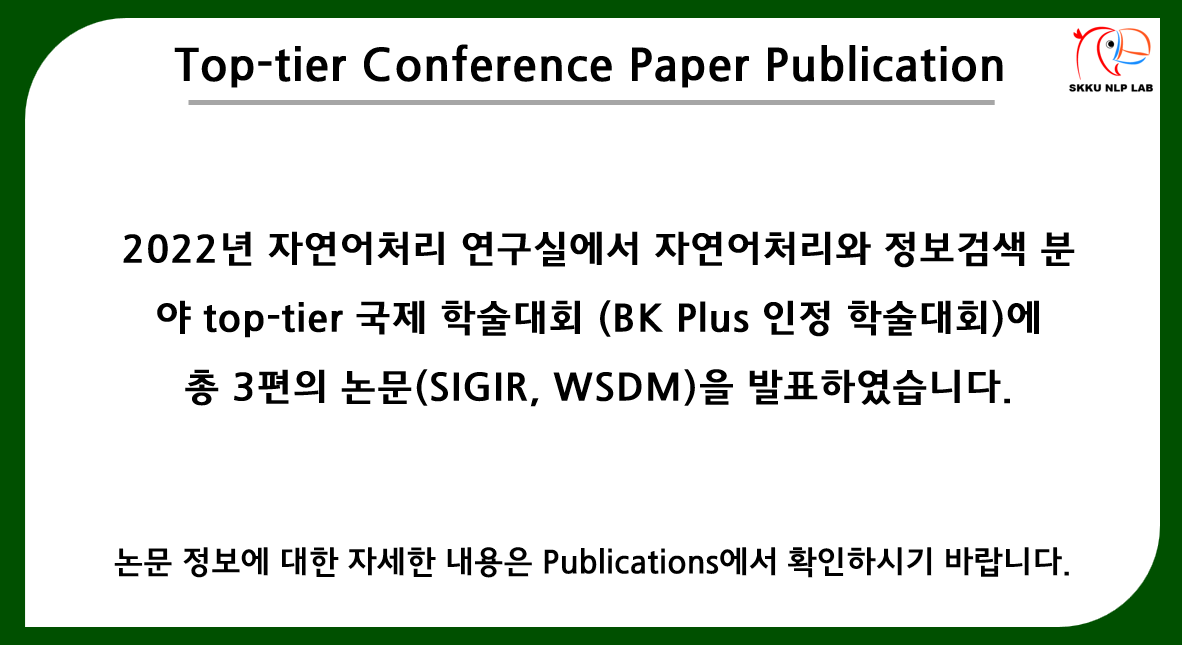 Top-tier Conference Paper Publication
SKKU NLP LAB
2022년 자연어처리 연구실에서 자연어처리와 정보검색 분
야 top-tier 국제 학술대회 (BK Plus 인정 학술대회)에
총 3편의 논문(SIGIR, WSDM)을 발표하였습니다.
논문 정보에 대한 자세한 내용은 Publications에서 확인하시기 바랍니다.